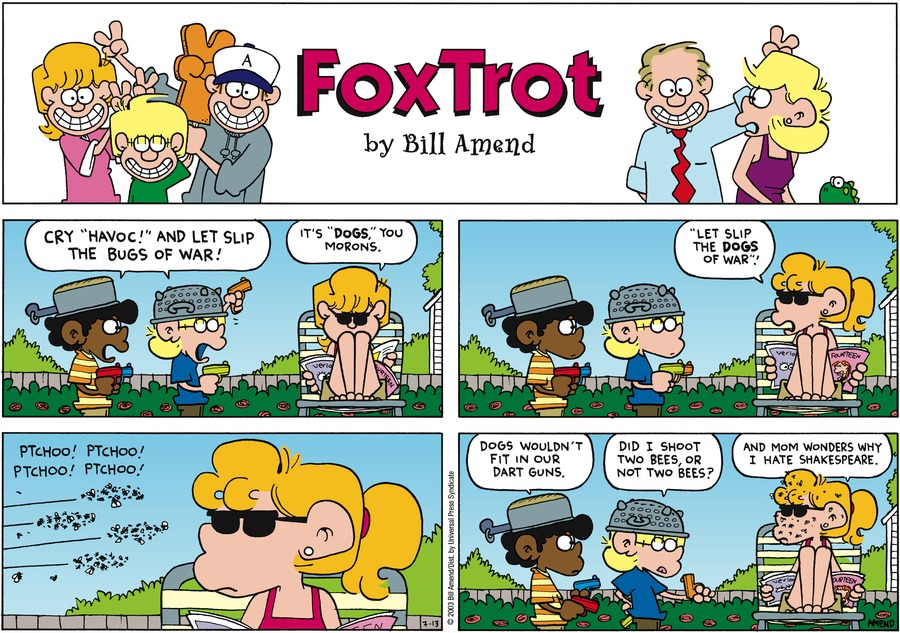 A
FoxTrot
by Bill Amend
CRY "HAVOC!" AND LET SLIP
THE BUGS OF WAR!
IT'S "DOGS," YOU
MORONS.
"LET SLIP
THE DOGS
OF WAR"!
FOURTEEN
PTCHOO! PTCHOO!
PTCHOO! PTCHOO!
7-13
© 2003 Bill Amend/Dist. by Universal Press Syndicate
DOGS WOULDN'T
FIT IN OUR
DART GUNS.
DID I SHOOT
TWO BEES, OR
NOT TWO BEES?
AND MOM WONDERS WHY
I HATE SHAKESPEARE.
FOURTEEN
AMEND